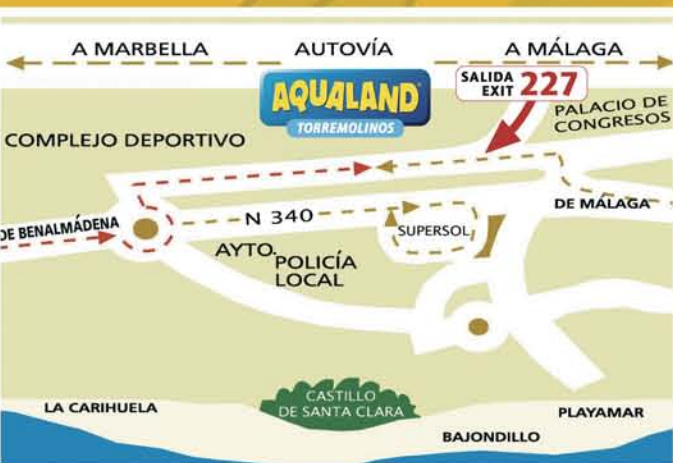 A MARBELLA
AUTOVÍA
A MÁLAGA
AQUALAND
TORREMOLINOS
SALIDA
EXIT 227
PALACIO DE
CONGRESOS
COMPLEJO DEPORTIVO
DE BENALMÁDENA
N 340
SUPERSOL
DE MÁLAGA
AYTO.
POLICÍA
LOCAL
CASTILLO
DE SANTA CLARA
LA CARIHUELA
PLAYAMAR
BAJONDILLO